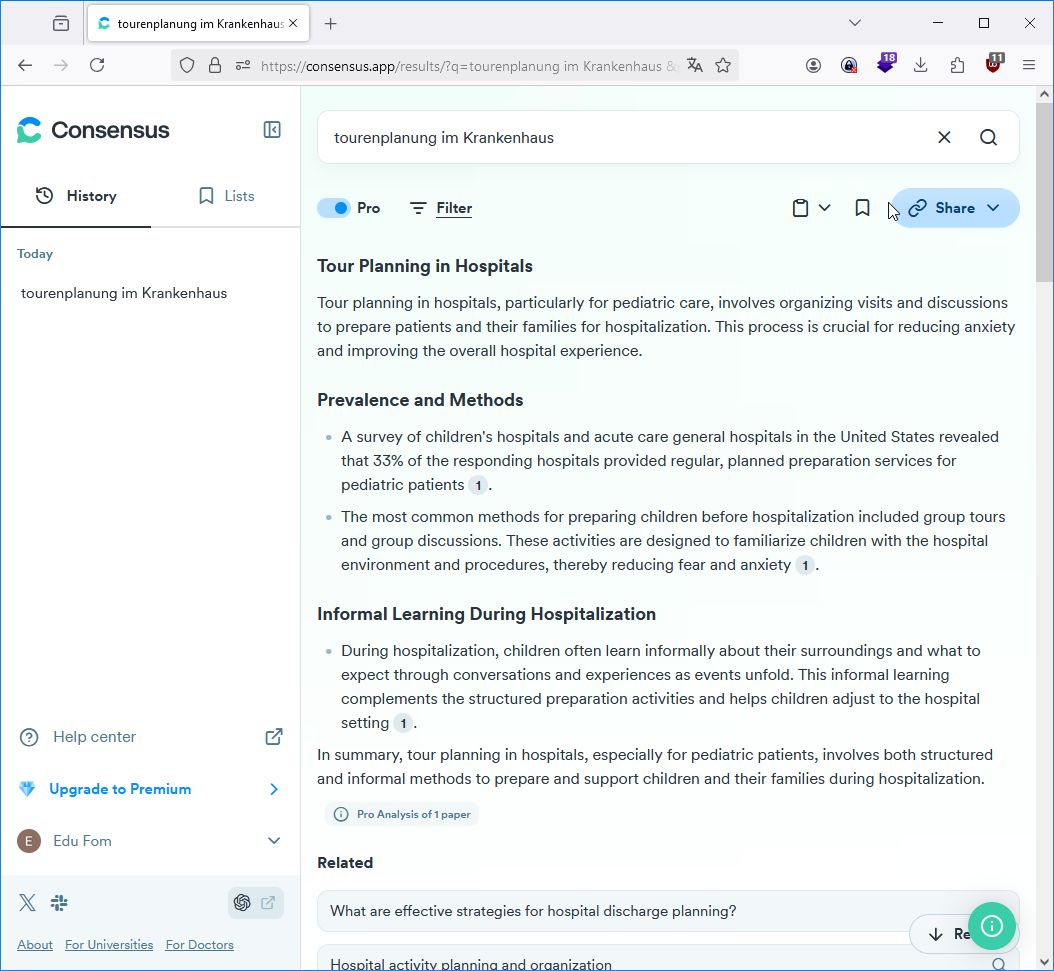 tourenplanung im Krankenhaus
https://consensus.app/results/?q=tourenplanung im Krankenhaus &
18
11
Consensus
History
Lists
Today
tourenplanung im Krankenhaus
Help center
Upgrade to Premium
E
Edu Fom
About
For Universities
For Doctors
tourenplanung im Krankenhaus
Pro
Filter
Share
Tour Planning in Hospitals
Tour planning in hospitals, particularly for pediatric care, involves organizing visits and discussions
to prepare patients and their families for hospitalization. This process is crucial for reducing anxiety
and improving the overall hospital experience.
Prevalence and Methods
A survey of children's hospitals and acute care general hospitals in the United States revealed
that 33% of the responding hospitals provided regular, planned preparation services for
pediatric patients 1.
The most common methods for preparing children before hospitalization included group tours
and group discussions. These activities are designed to familiarize children with the hospital
environment and procedures, thereby reducing fear and anxiety 1.
Informal Learning During Hospitalization
During hospitalization, children often learn informally about their surroundings and what to
expect through conversations and experiences as events unfold. This informal learning
complements the structured preparation activities and helps children adjust to the hospital
setting 1.
In summary, tour planning in hospitals, especially for pediatric patients, involves both structured
and informal methods to prepare and support children and their families during hospitalization.
Pro Analysis of 1 paper
Related
What are effective strategies for hospital discharge planning?
Hospital activity planning and organization